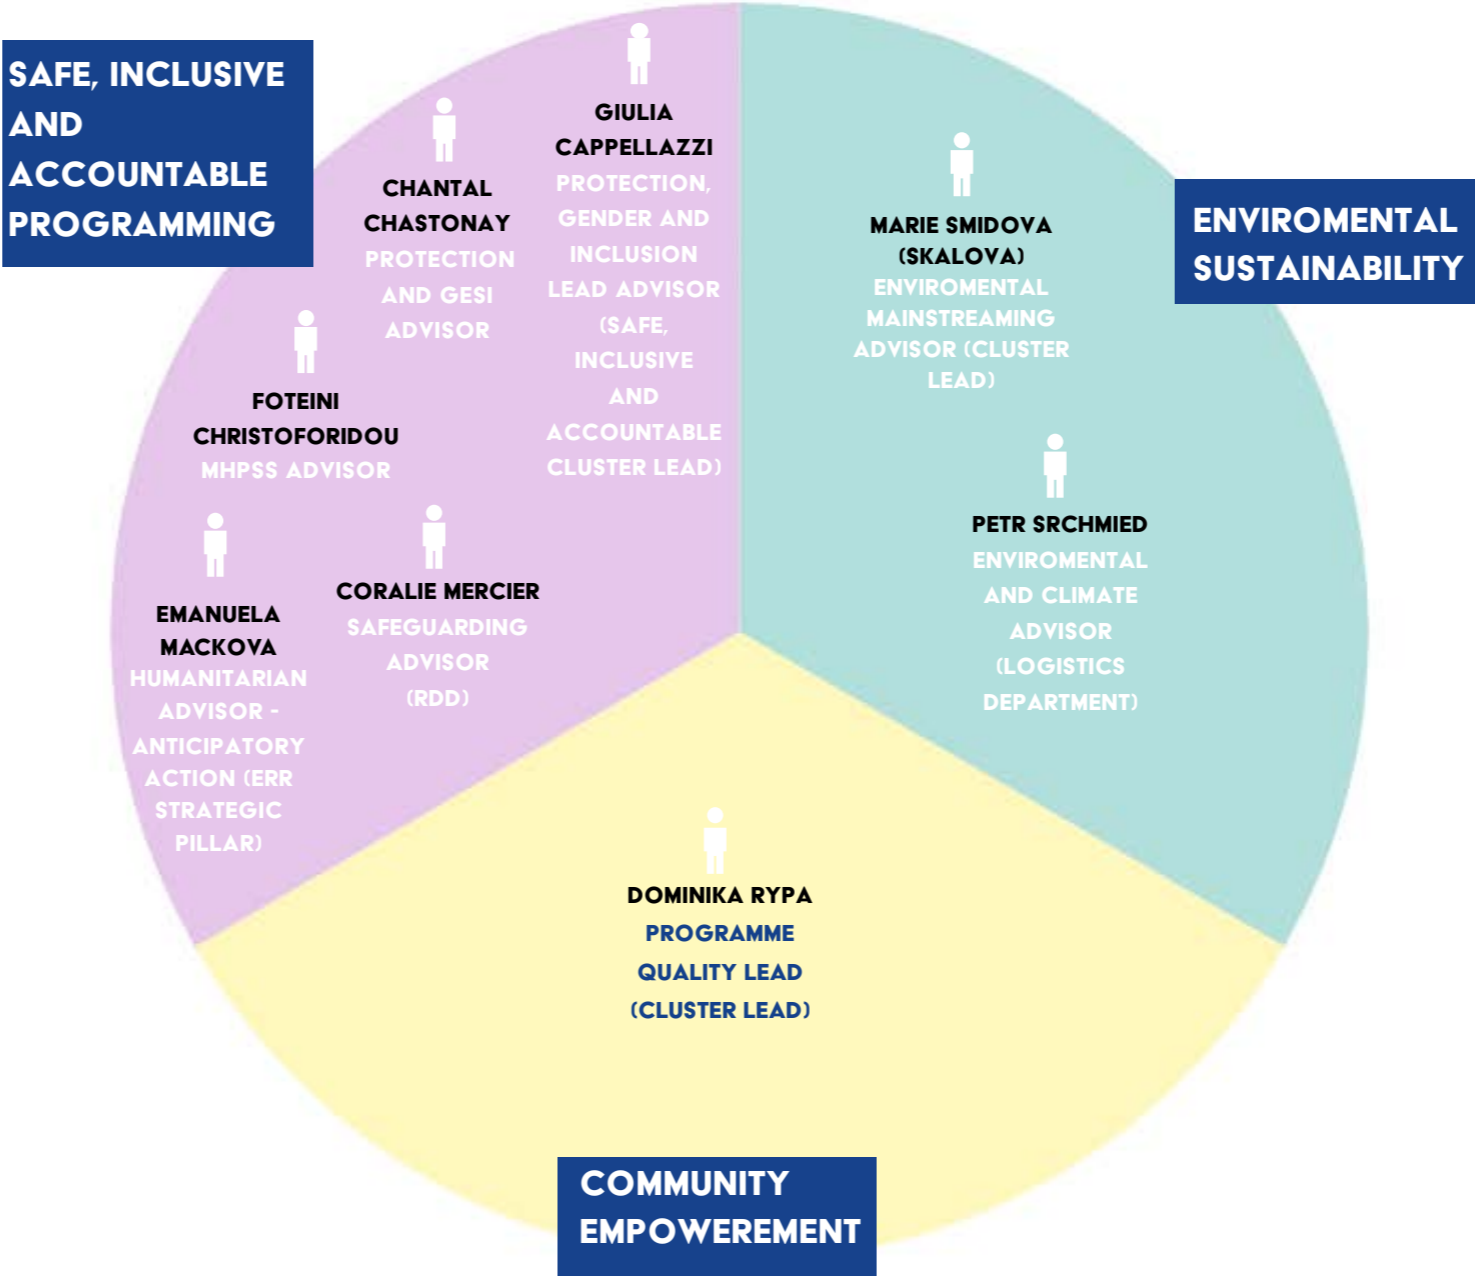 SAFE, INCLUSIVE
AND
ACCOUNTABLE
PROGRAMMING
GIULIA
CAPPELLAZZI
PROTECTION,
GENDER AND
INCLUSION
LEAD ADVISOR
(SAFE,
INCLUSIVE
AND
ACCOUNTABLE
CLUSTER LEAD)
CHANTAL
CHASTONAY
PROTECTION
AND GESI
ADVISOR
FOTEINI
CHRISTOFORIDOU
MHPSS ADVISOR
EMANUELA
MACKOVA
HUMANITARIAN
ADVISOR -
ANTICIPATORY
ACTION (ERR
STRATEGIC
PILLAR)
CORALIE MERCIER
SAFEGUARDING
ADVISOR
(RDD)
ENVIROMENTAL
SUSTAINABILITY
MARIE SMIDOVA
(SKALOVA)
ENVIROMENTAL
MAINSTREAMING
ADVISOR (CLUSTER
LEAD)
PETR SRCHMIED
ENVIROMENTAL
AND CLIMATE
ADVISOR
(LOGISTICS
DEPARTMENT)
DOMINIKA RYPA
PROGRAMME
QUALITY LEAD
(CLUSTER LEAD)
COMMUNITY
EMPOWEREMENT